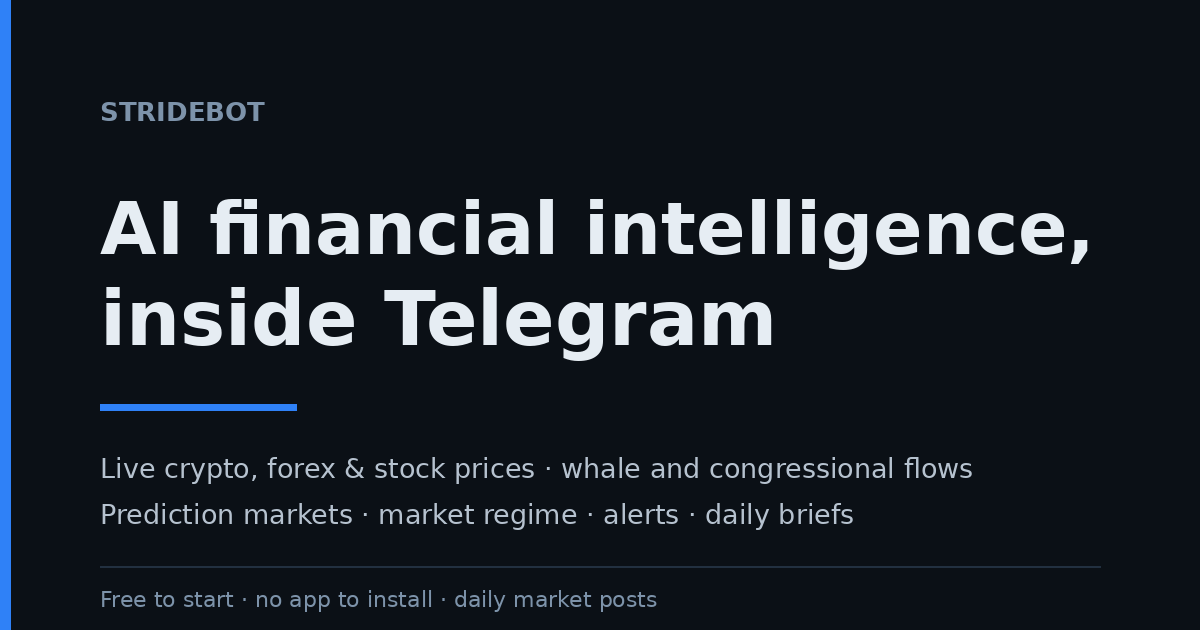 STRIDEBOT
AI financial intelligence,
inside Telegram
Live crypto, forex & stock prices · whale and congressional flows
Prediction markets · market regime · alerts · daily briefs
Free to start · no app to install · daily market posts